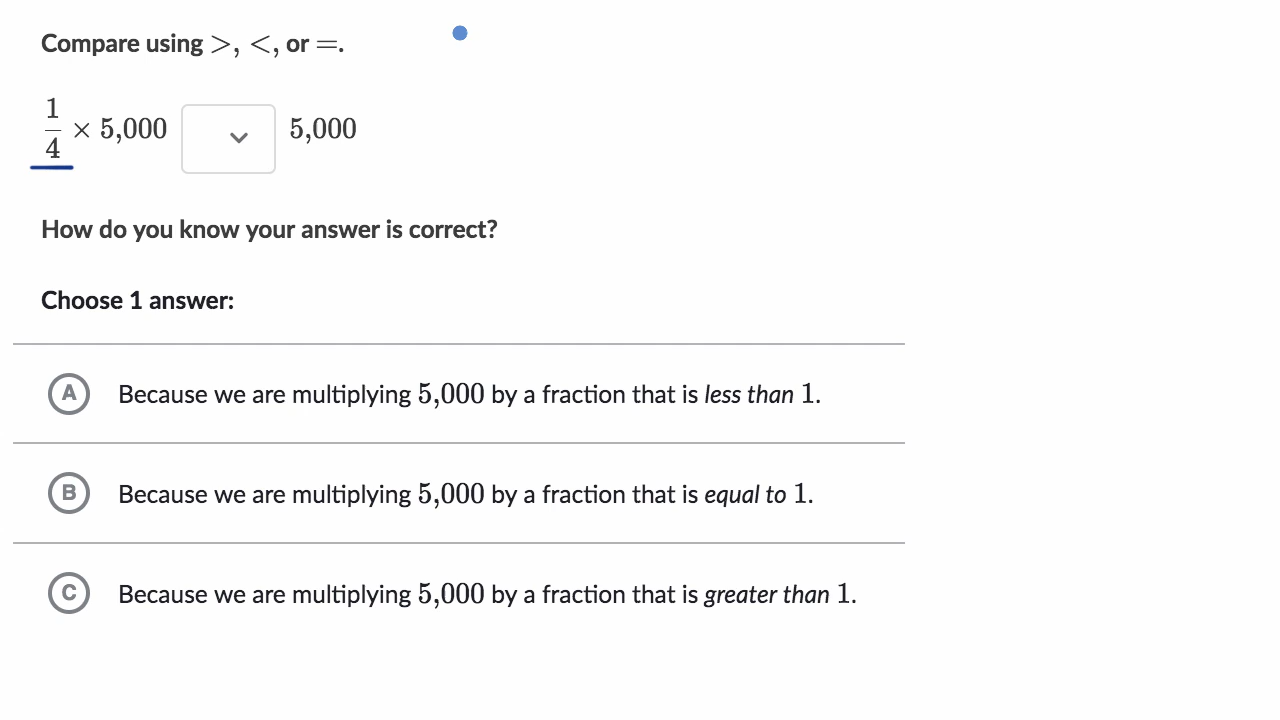 Compare using >, <, or =.
1/4 × 5,000 5,000
How do you know your answer is correct?
Choose 1 answer:
A Because we are multiplying 5,000 by a fraction that is less than 1.
B Because we are multiplying 5,000 by a fraction that is equal to 1.
C Because we are multiplying 5,000 by a fraction that is greater than 1.